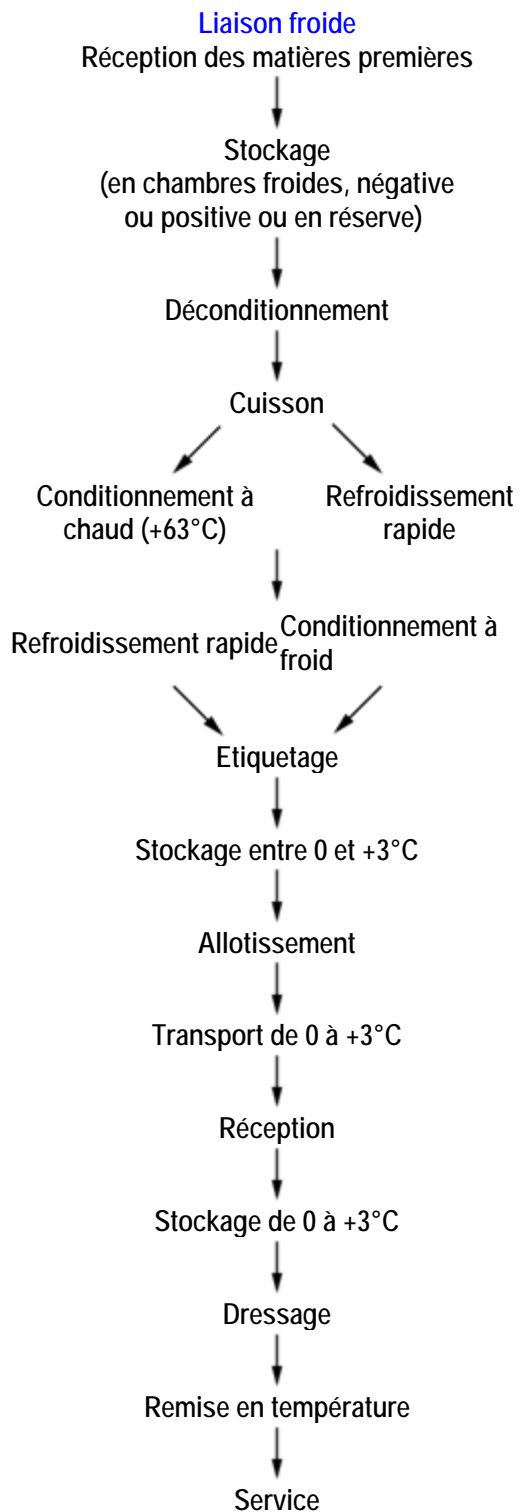 Liaison froide
Réception des matières premières
Stockage
(en chambres froides, négative
ou positive ou en réserve)
Déconditionnement
Cuisson
Conditionnement à
chaud (+63°C)
Refroidissement
rapide
Refroidissement rapide
Conditionnement à
froid
Etiquetage
Stockage entre 0 et +3°C
Allotissement
Transport de 0 à +3°C
Réception
Stockage de 0 à +3°C
Dressage
Remise en température
Service